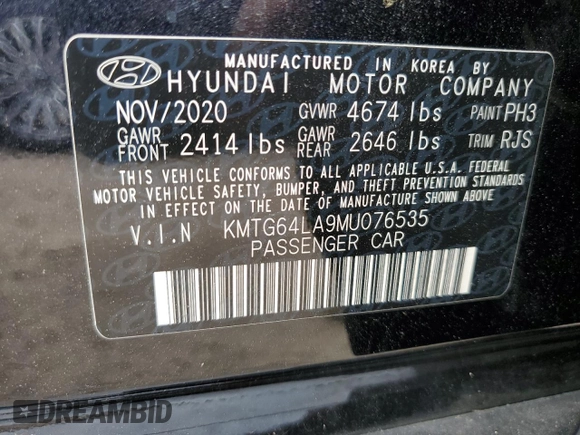 MANUFACTURED IN KOREA BY
HYUNDAI MOTOR COMPANY
NOV/2020 GVWR 4674 lbs PAINT PH3
GAWR FRONT 2414 lbs GAWR REAR 2646 lbs TRIM RJS
THIS VEHICLE CONFORMS TO ALL APPLICABLE U.S.A. FEDERAL
MOTOR VEHICLE SAFETY, BUMPER, AND THEFT PREVENTION STANDARDS
IN EFFECT ON THE DATE OF MANUFACTURE SHOWN ABOVE
V.I.N KMTG64LA9MU076535
PASSENGER CAR
DREAMBID